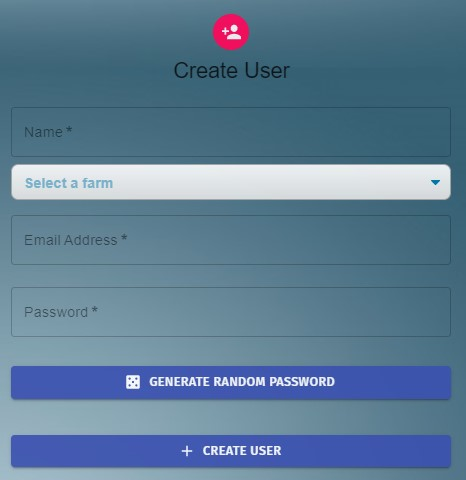 Create User
Name *
Select a farm
Email Address *
Password *
GENERATE RANDOM PASSWORD
CREATE USER